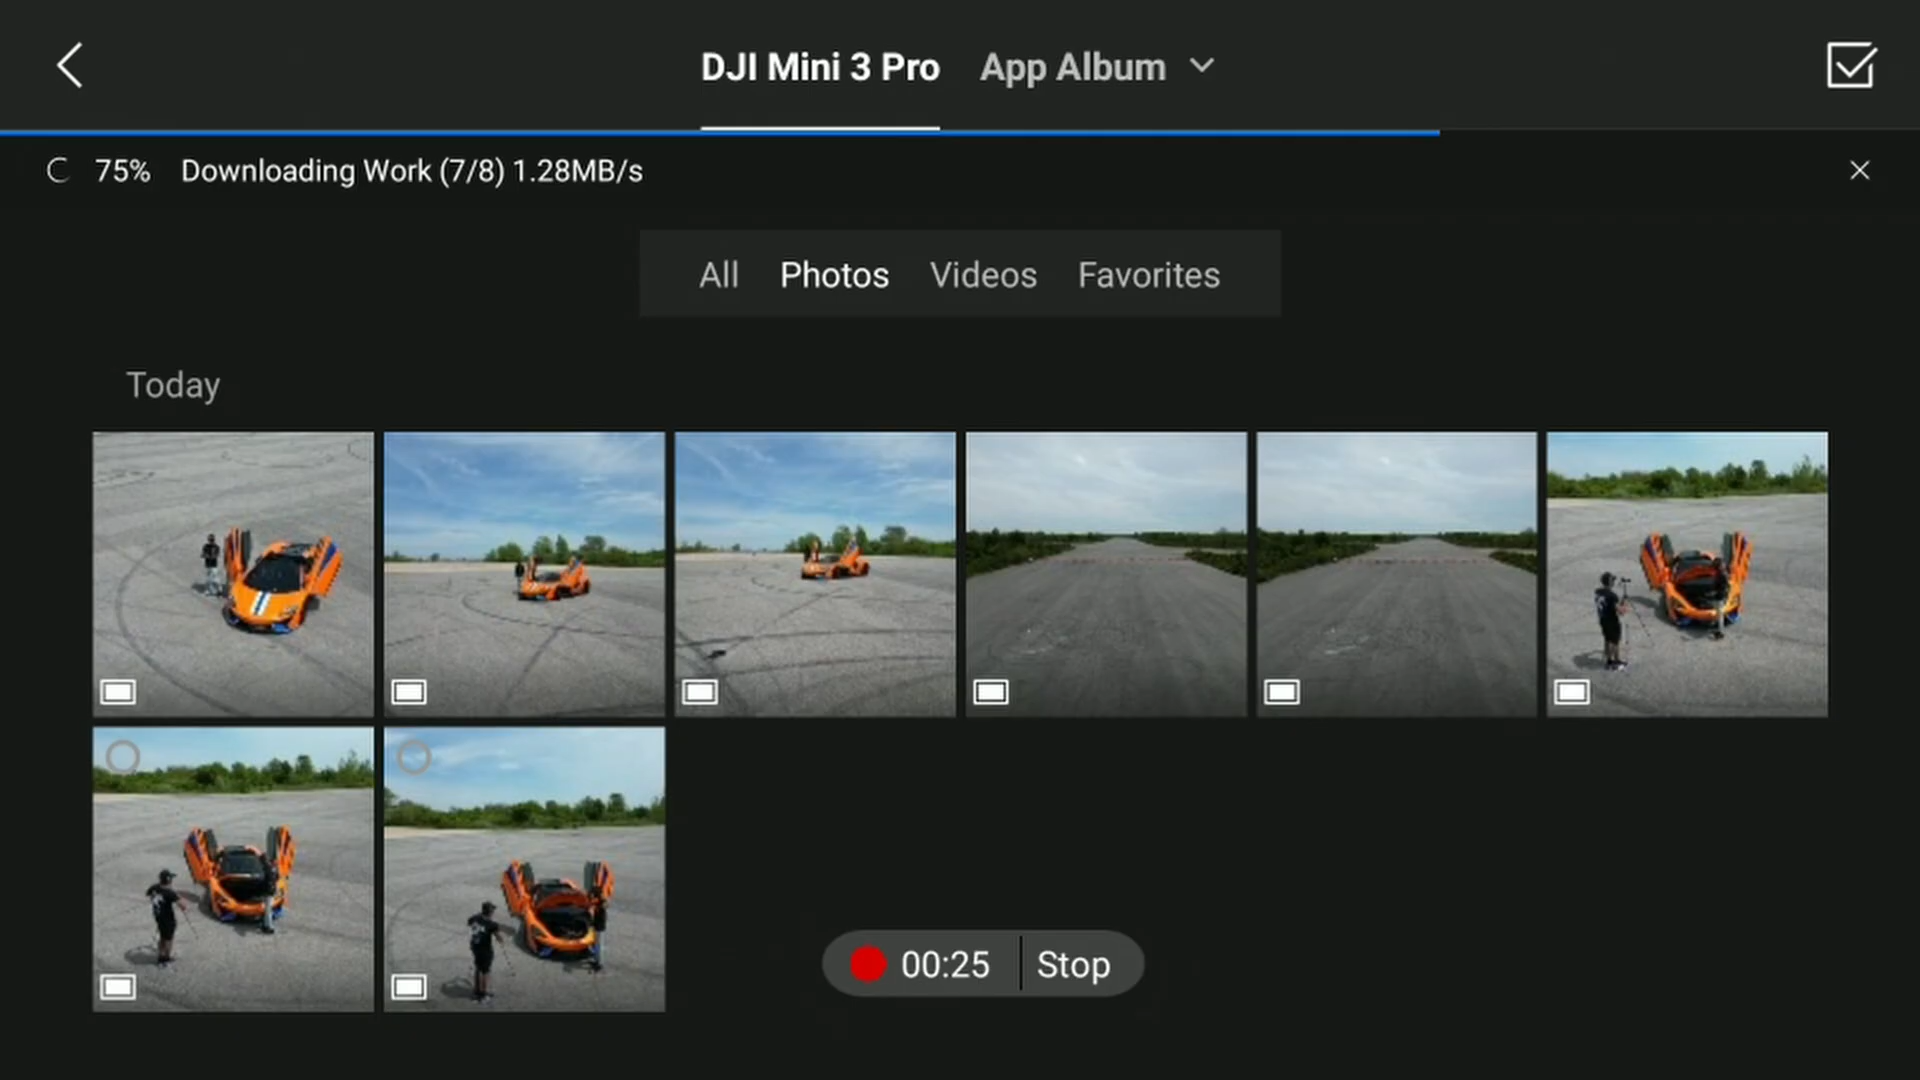 DJI Mini 3 Pro App Album
75% Downloading Work (7/8) 1.28MB/s
All Photos Videos Favorites
Today
00:25 Stop